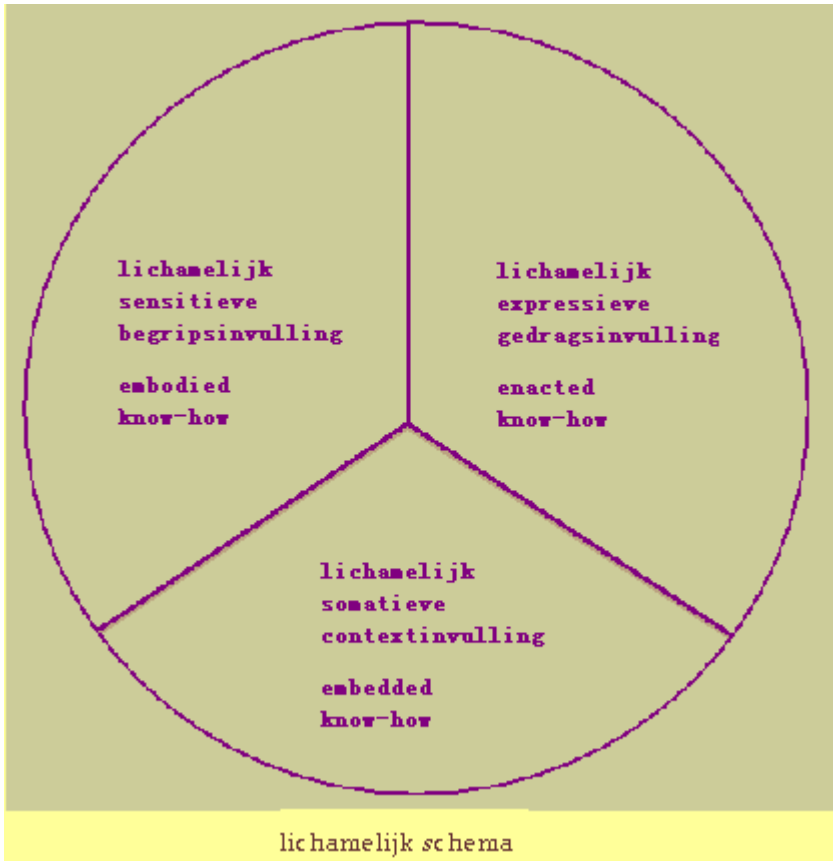 lichamelijk
sensitieve
begripsinvulling
embodied
know-how
lichamelijk
expressieve
gedragsinvulling
enacted
know-how
lichamelijk
somatieve
contextinvulling
embedded
know-how
lichamelijk schema